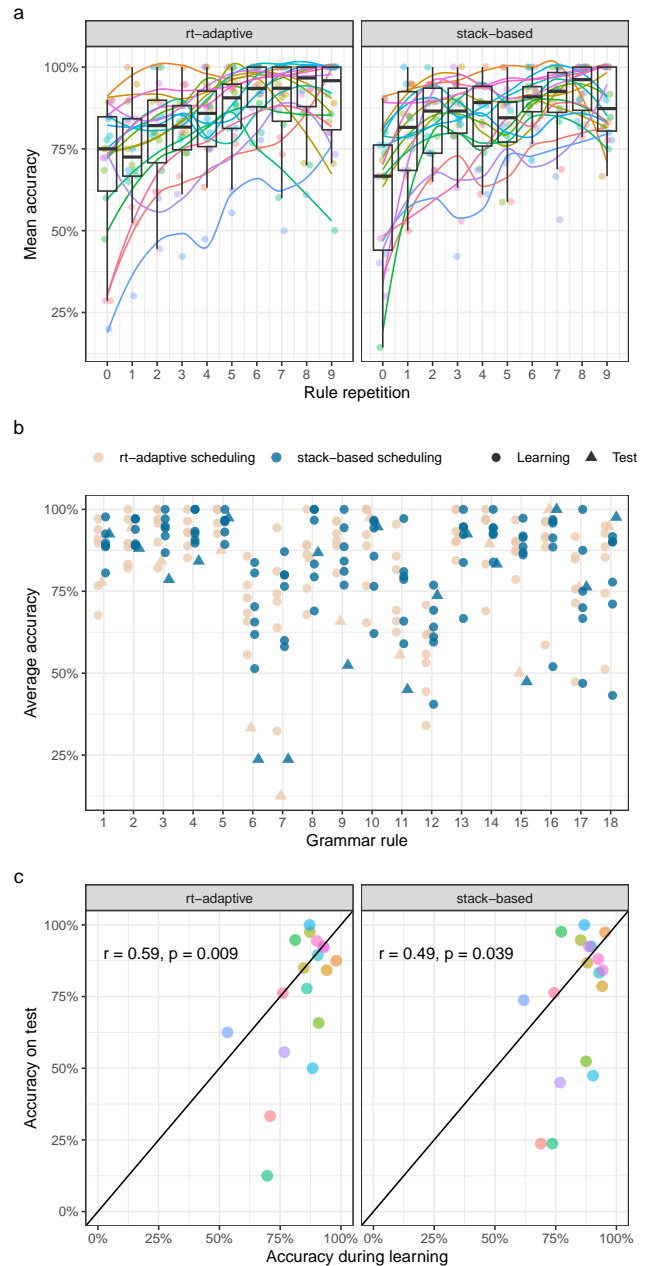 a
rt−adaptive stack−based
100%
75%
50%
25%
Mean accuracy
0 1 2 3 4 5 6 7 8 9 0 1 2 3 4 5 6 7 8 9
Rule repetition
b
rt−adaptive scheduling stack−based scheduling Learning Test
100%
75%
50%
25%
Average accuracy
1 2 3 4 5 6 7 8 9 10 11 12 13 14 15 16 17 18
Grammar rule
c
rt−adaptive stack−based
r = 0.59, p = 0.009 r = 0.49, p = 0.039
100%
75%
50%
25%
0%
Accuracy on test
0% 25% 50% 75% 100% 0% 25% 50% 75% 100%
Accuracy during learning